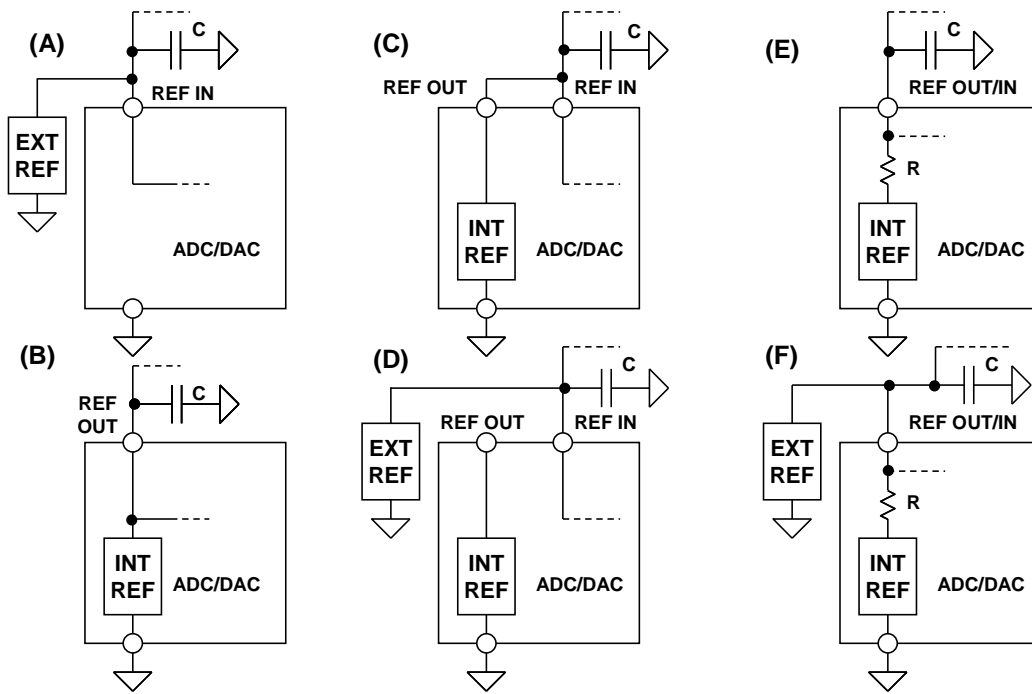 (A)
C
REF IN
EXT
REF
ADC/DAC
(B)
C
REF
OUT
INT
REF
ADC/DAC
(C)
C
REF OUT
REF IN
INT
REF
ADC/DAC
(D)
C
REF OUT
REF IN
EXT
REF
INT
REF
ADC/DAC
(E)
C
REF OUT/IN
R
INT
REF
ADC/DAC
(F)
C
REF OUT/IN
EXT
REF
R
INT
REF
ADC/DAC